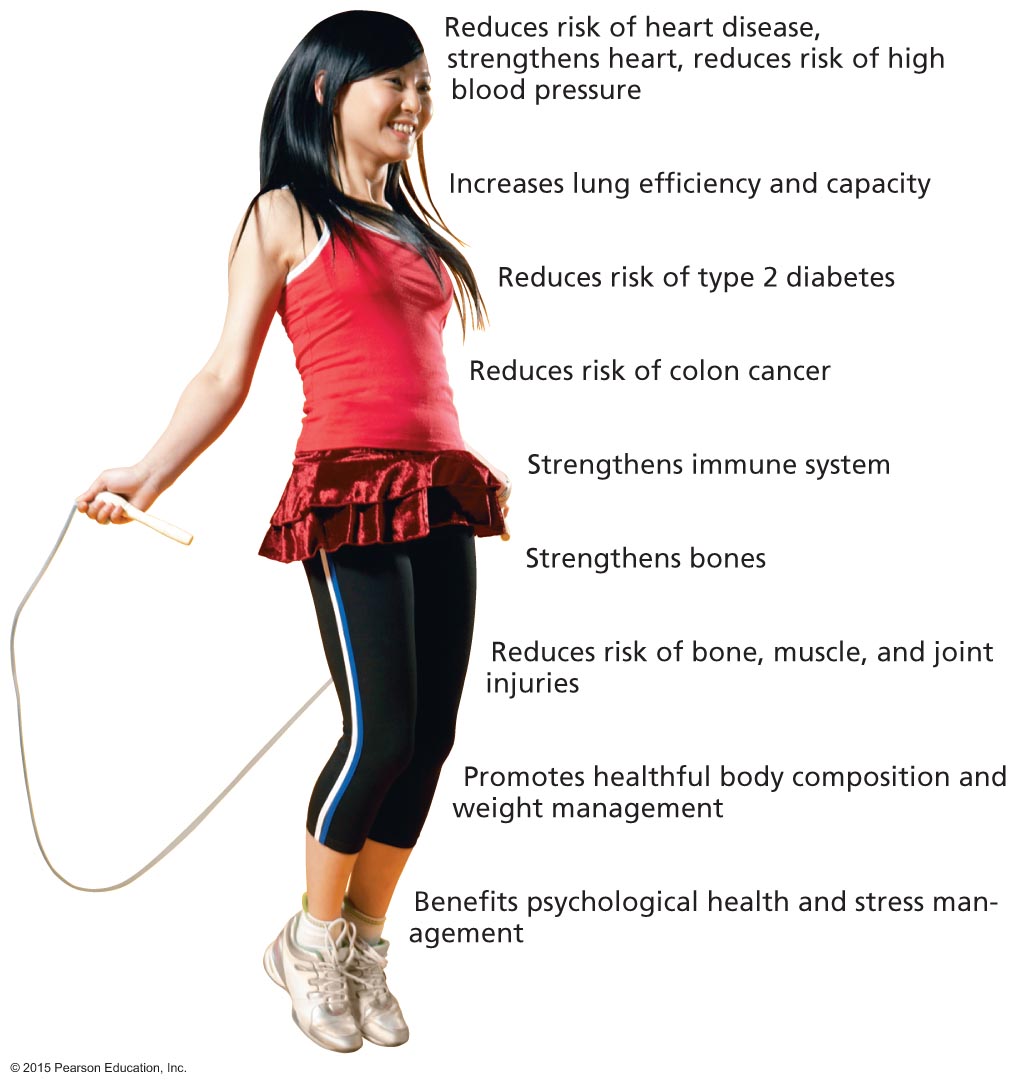 Reduces risk of heart disease,
strengthens heart, reduces risk of high
blood pressure
Increases lung efficiency and capacity
Reduces risk of type 2 diabetes
Reduces risk of colon cancer
Strengthens immune system
Strengthens bones
Reduces risk of bone, muscle, and joint
injuries
Promotes healthful body composition and
weight management
Benefits psychological health and stress man-
agement
© 2015 Pearson Education, Inc.